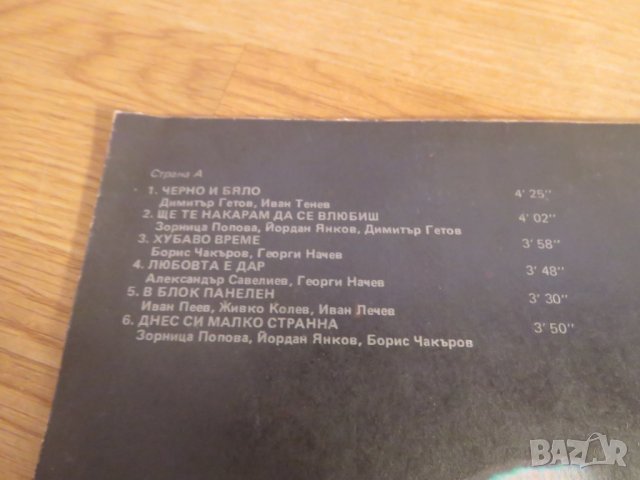 Страна А
1. ЧЕРНО И БЯЛО 4' 25''
Димитър Гетов, Иван Тенев
2. ЩЕ ТЕ НАКАРАМ ДА СЕ ВЛЮБИШ 4' 02''
Зорница Попова, Йордан Янков, Димитър Гетов
3. ХУБАВО ВРЕМЕ 3' 58''
Борис Чакъров, Георги Начев
4. ЛЮБОВТА Е ДАР 3' 48''
Александър Савелиев, Георги Начев
5. В БЛОК ПАНЕЛЕН 3' 30''
Иван Пеев, Живко Колев, Иван Лечев
6. ДНЕС СИ МАЛКО СТРАННА 3' 50''
Зорница Попова, Йордан Янков, Борис Чакъров
BAZAR
bg